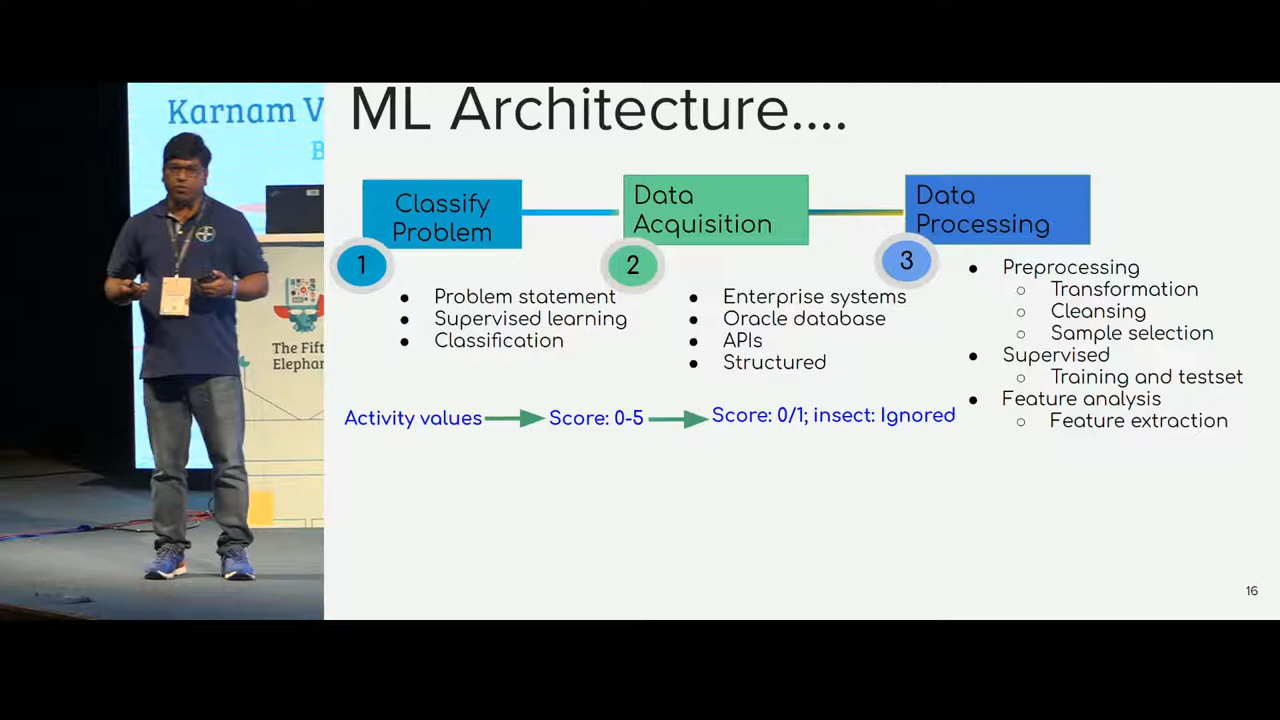 Karnam V
B
The Fift
Elephan
ML Architecture....
Classify
Problem
1
Problem statement
Supervised learning
Classification
Data
Acquisition
2
Enterprise systems
Oracle database
APIs
Structured
Data
Processing
3
Preprocessing
Transformation
Cleansing
Sample selection
Supervised
Training and testset
Feature analysis
Feature extraction
Activity values
Score: 0-5
Score: 0/1; insect: Ignored
16